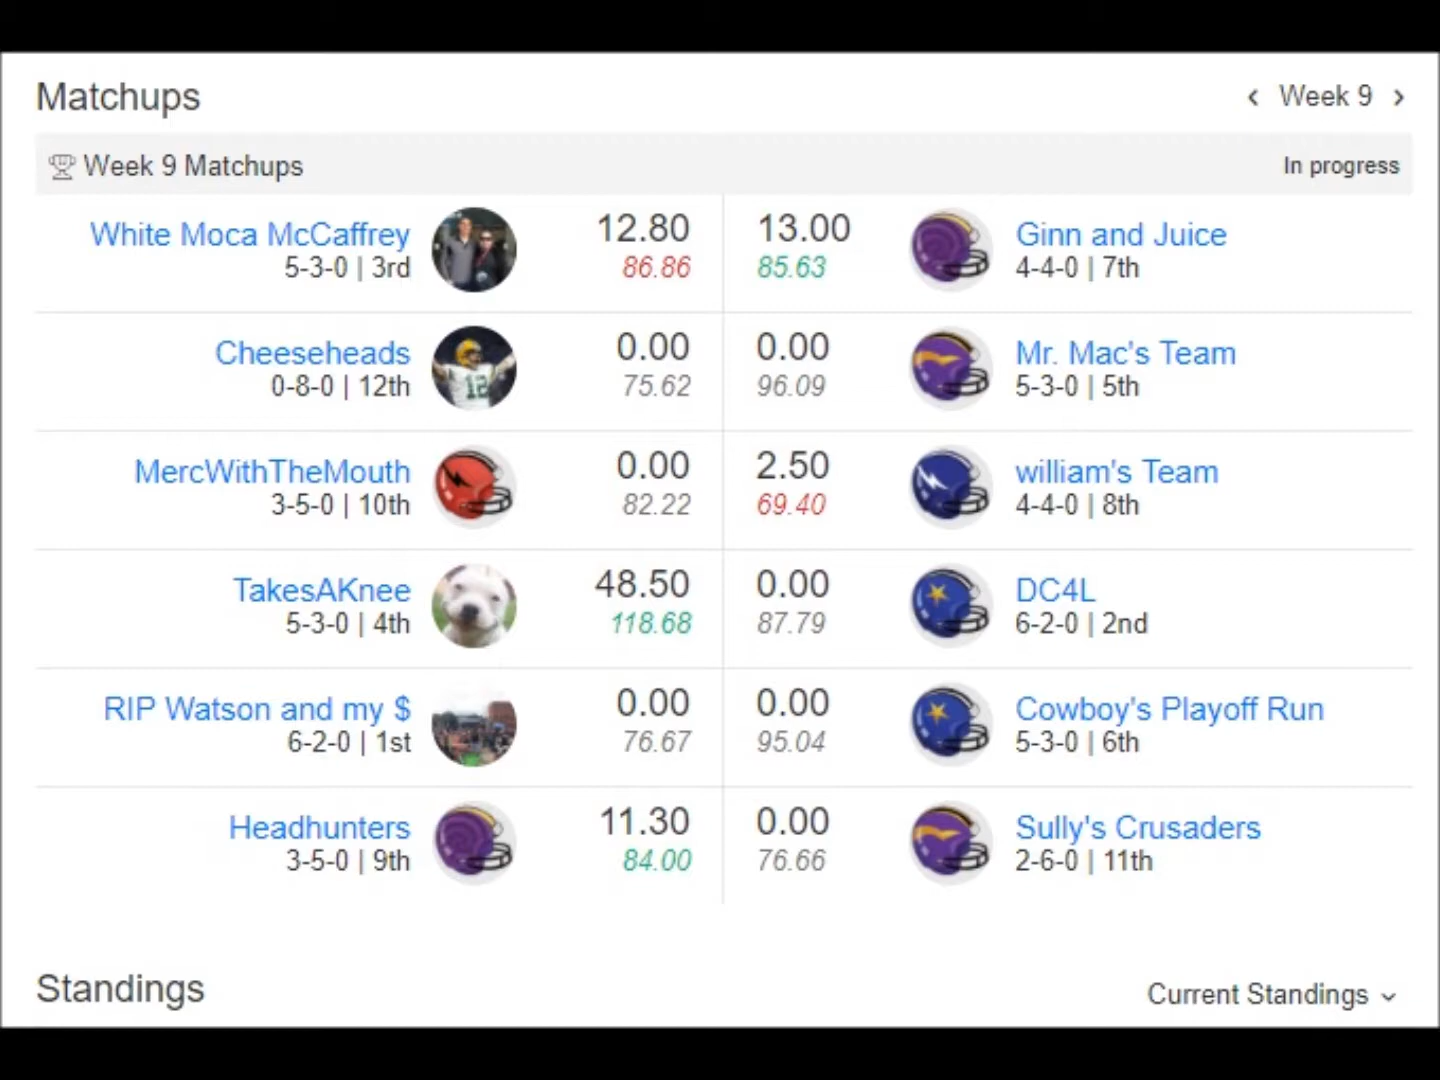 Matchups
‹ Week 9 ›
Week 9 Matchups
In progress
White Moca McCaffrey
5-3-0 | 3rd
12.80
86.86
13.00
85.63
Ginn and Juice
4-4-0 | 7th
Cheeseheads
0-8-0 | 12th
12
0.00
75.62
0.00
96.09
Mr. Mac's Team
5-3-0 | 5th
MercWithTheMouth
3-5-0 | 10th
0.00
82.22
2.50
69.40
william's Team
4-4-0 | 8th
TakesAKnee
5-3-0 | 4th
48.50
118.68
0.00
87.79
DC4L
6-2-0 | 2nd
RIP Watson and my $
6-2-0 | 1st
0.00
76.67
0.00
95.04
Cowboy's Playoff Run
5-3-0 | 6th
Headhunters
3-5-0 | 9th
11.30
84.00
0.00
76.66
Sully's Crusaders
2-6-0 | 11th
Standings
Current Standings